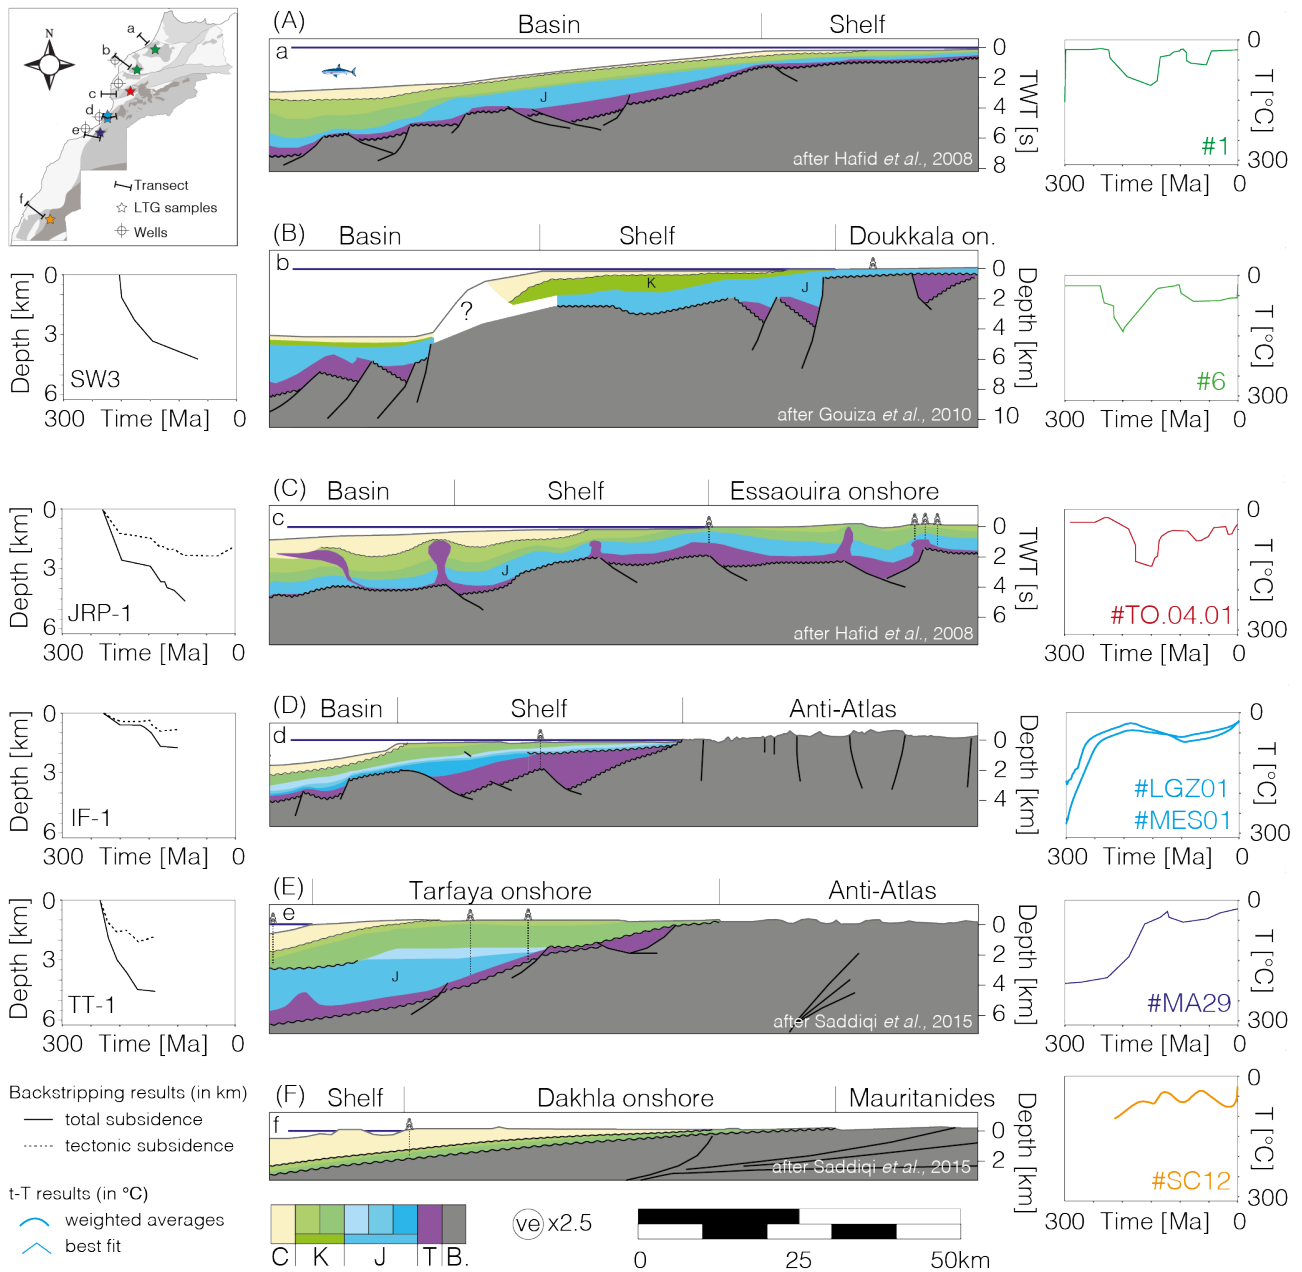 N
a
b
c
d
e
f
Transect
LTG samples
Wells
(A) Basin Shelf
a
J
after Hafid et al., 2008
0
2
4
6
8
TWT [s]
0
300
T [°C]
#1
300 Time [Ma] 0
(B) Basin Shelf Doukkala on.
b
K
J
?
after Gouiza et al., 2010
0
2
4
6
8
10
Depth [km]
0
3
6
Depth [km]
SW3
300 Time [Ma] 0
0
300
T [°C]
#6
300 Time [Ma] 0
(C) Basin Shelf Essaouira onshore
c
J
after Hafid et al., 2008
0
2
4
6
TWT [s]
0
3
6
Depth [km]
JRP-1
300 Time [Ma] 0
0
300
T [°C]
#TO.04.01
300 Time [Ma] 0
(D) Basin Shelf Anti-Atlas
d
0
2
4
Depth [km]
0
3
6
Depth [km]
IF-1
300 Time [Ma] 0
0
300
T [°C]
#LGZ01
#MES01
300 Time [Ma] 0
(E) Tarfaya onshore Anti-Atlas
e
J
after Saddiqi et al., 2015
0
2
4
6
Depth [km]
0
3
6
Depth [km]
TT-1
300 Time [Ma] 0
0
300
T [°C]
#MA29
300 Time [Ma] 0
(F) Shelf Dakhla onshore Mauritanides
f
after Saddiqi et al., 2015
0
2
Depth [km]
0
300
T [°C]
#SC12
300 Time [Ma] 0
Backstripping results (in km)
total subsidence
tectonic subsidence
t-T results (in °C)
weighted averages
best fit
C K J T B.
ve x2.5
0 25 50km